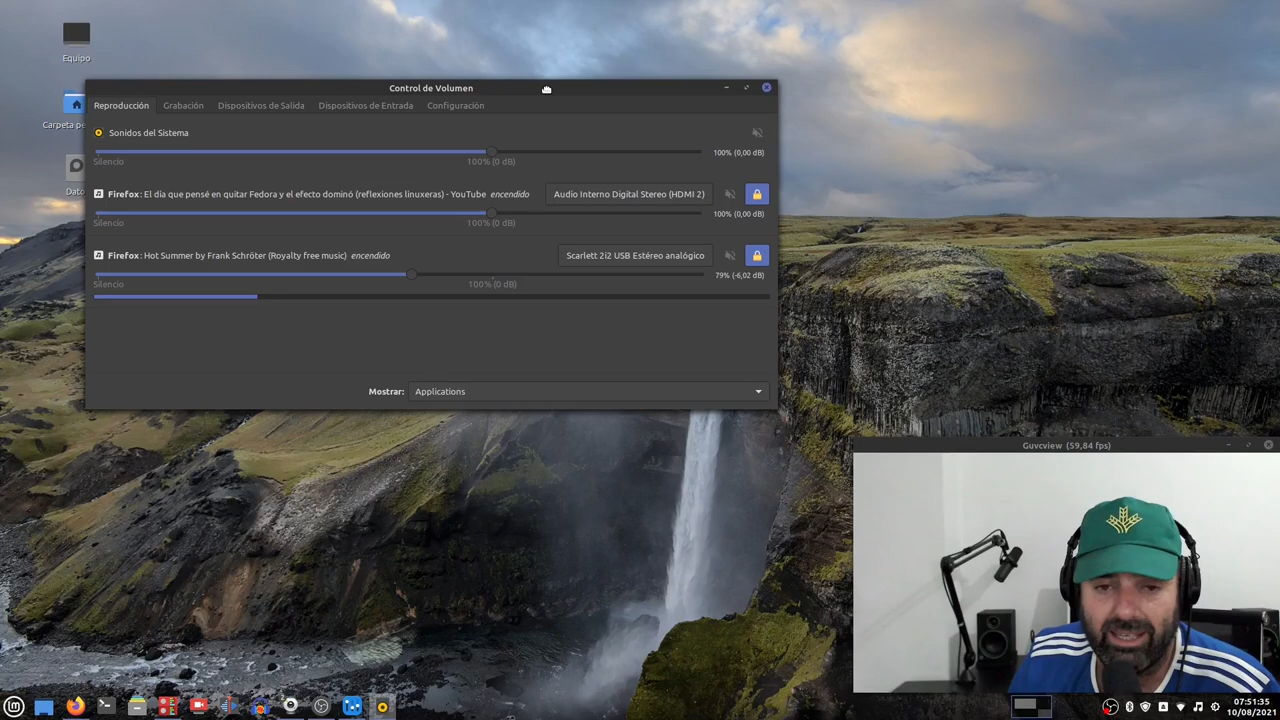 Equipo
Control de Volumen
Reproducción Grabación Dispositivos de Salida Dispositivos de Entrada Configuración
Carpeta pe
Sonidos del Sistema
100% (0,00 dB)
Silencio 100% (0 dB)
Dato
Firefox: El día que pensé en quitar Fedora y el efecto dominó (reflexiones linuxeras) - YouTube encendido Audio Interno Digital Stereo (HDMI 2)
100% (0,00 dB)
Silencio 100% (0 dB)
Firefox: Hot Summer by Frank Schröter (Royalty free music) encendido Scarlett 2i2 USB Estéreo analógico
79% (-6,02 dB)
Silencio 100% (0 dB)
Mostrar: Applications
Guvcview (59,84 fps)
07:51:35
10/08/2021